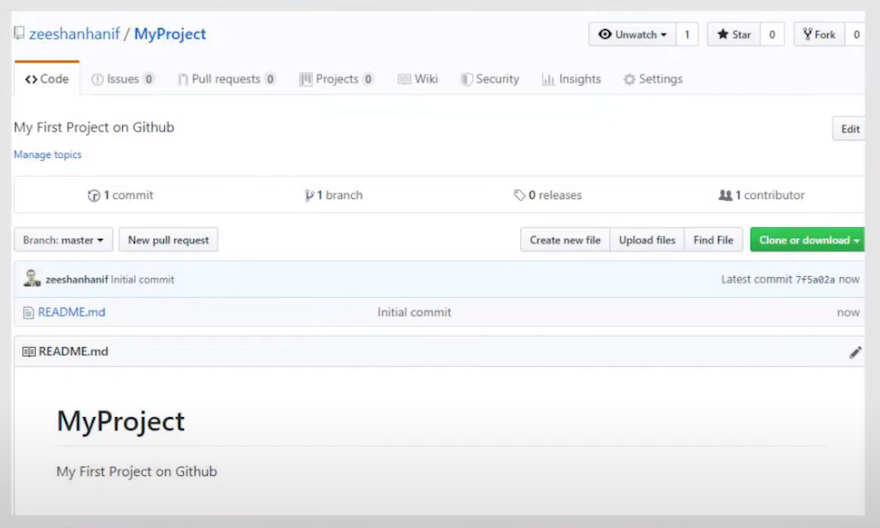 zeeshanhanif / MyProject Unwatch 1 Star 0 Fork 0
Code Issues 0 Pull requests 0 Projects 0 Wiki Security Insights Settings
My First Project on Github Edit
Manage topics
1 commit 1 branch 0 releases 1 contributor
Branch: master New pull request Create new file Upload files Find File Clone or download
zeeshanhanif Initial commit Latest commit 7f5a02a now
README.md Initial commit now
README.md
MyProject
My First Project on Github